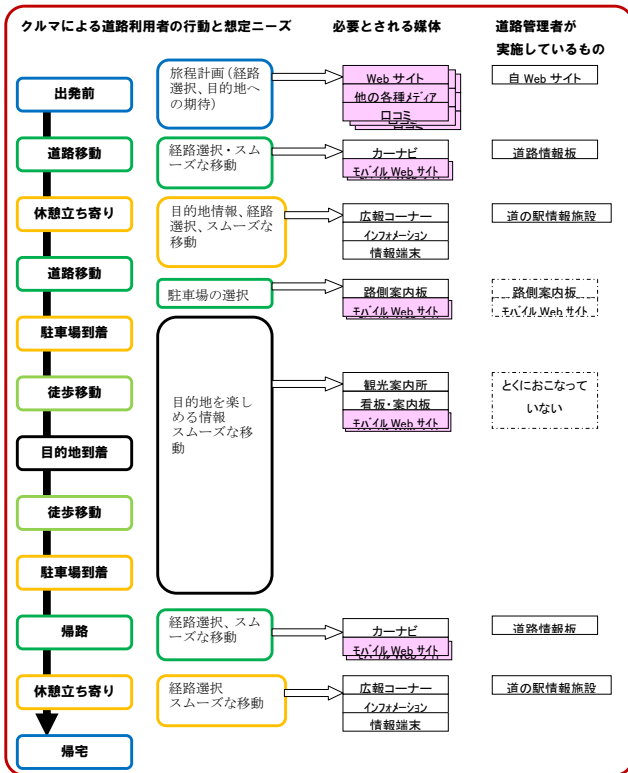 クルマによる道路利用者の行動と想定ニーズ
必要とされる媒体
道路管理者が
実施しているもの
出発前
旅程計画（経路
選択、目的地へ
の期待）
Web サイト
他の各種メディア
口コミ
口コミ
自 Web サイト
道路移動
経路選択・スム
ーズな移動
カーナビ
モバイル Web サイト
道路情報板
休憩立ち寄り
目的地情報、経路
選択、スムーズな
移動
広報コーナー
インフォメーション
情報端末
道の駅情報施設
道路移動
駐車場の選択
路側案内板
モバイル Web サイト
路側案内板
モバイル Web サイト
駐車場到着
徒歩移動
目的地到着
徒歩移動
駐車場到着
目的地を楽し
める情報
スムーズな移
動
観光案内所
看板・案内板
モバイル Web サイト
とくにおこなって
いない
帰路
経路選択、スム
ーズな移動
カーナビ
モバイル Web サイト
道路情報板
休憩立ち寄り
経路選択
スムーズな移動
広報コーナー
インフォメーション
情報端末
道の駅情報施設
帰宅